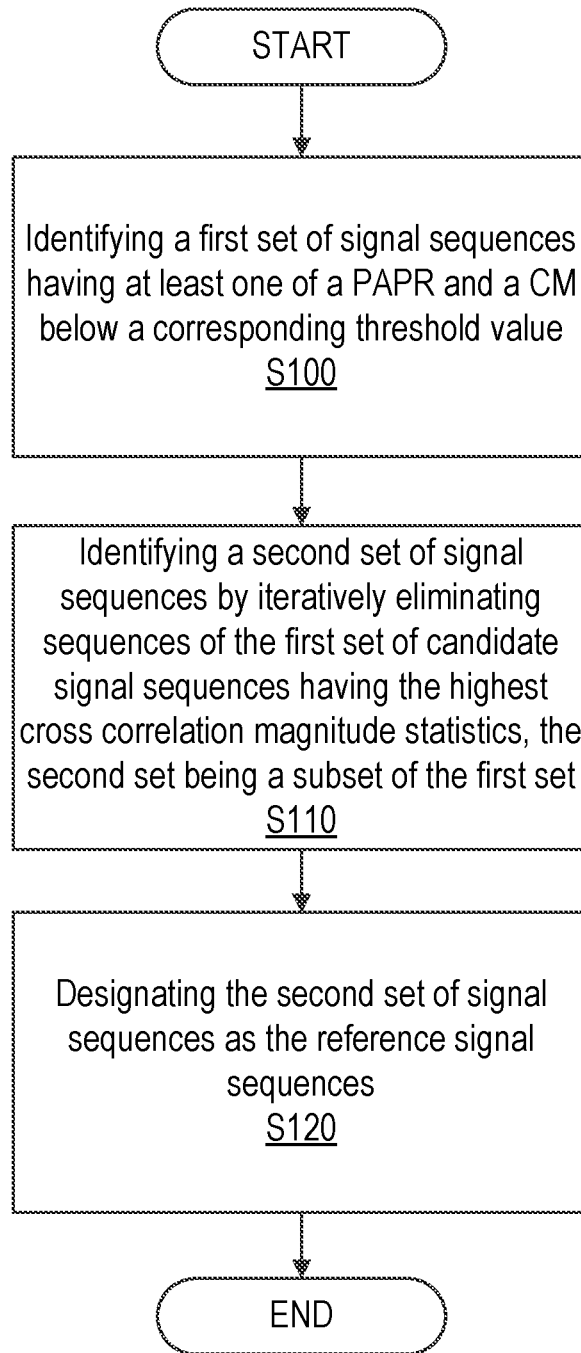 START
Identifying a first set of signal sequences
having at least one of a PAPR and a CM
below a corresponding threshold value
S100
Identifying a second set of signal
sequences by iteratively eliminating
sequences of the first set of candidate
signal sequences having the highest
cross correlation magnitude statistics, the
second set being a subset of the first set
S110
Designating the second set of signal
sequences as the reference signal
sequences
S120
END